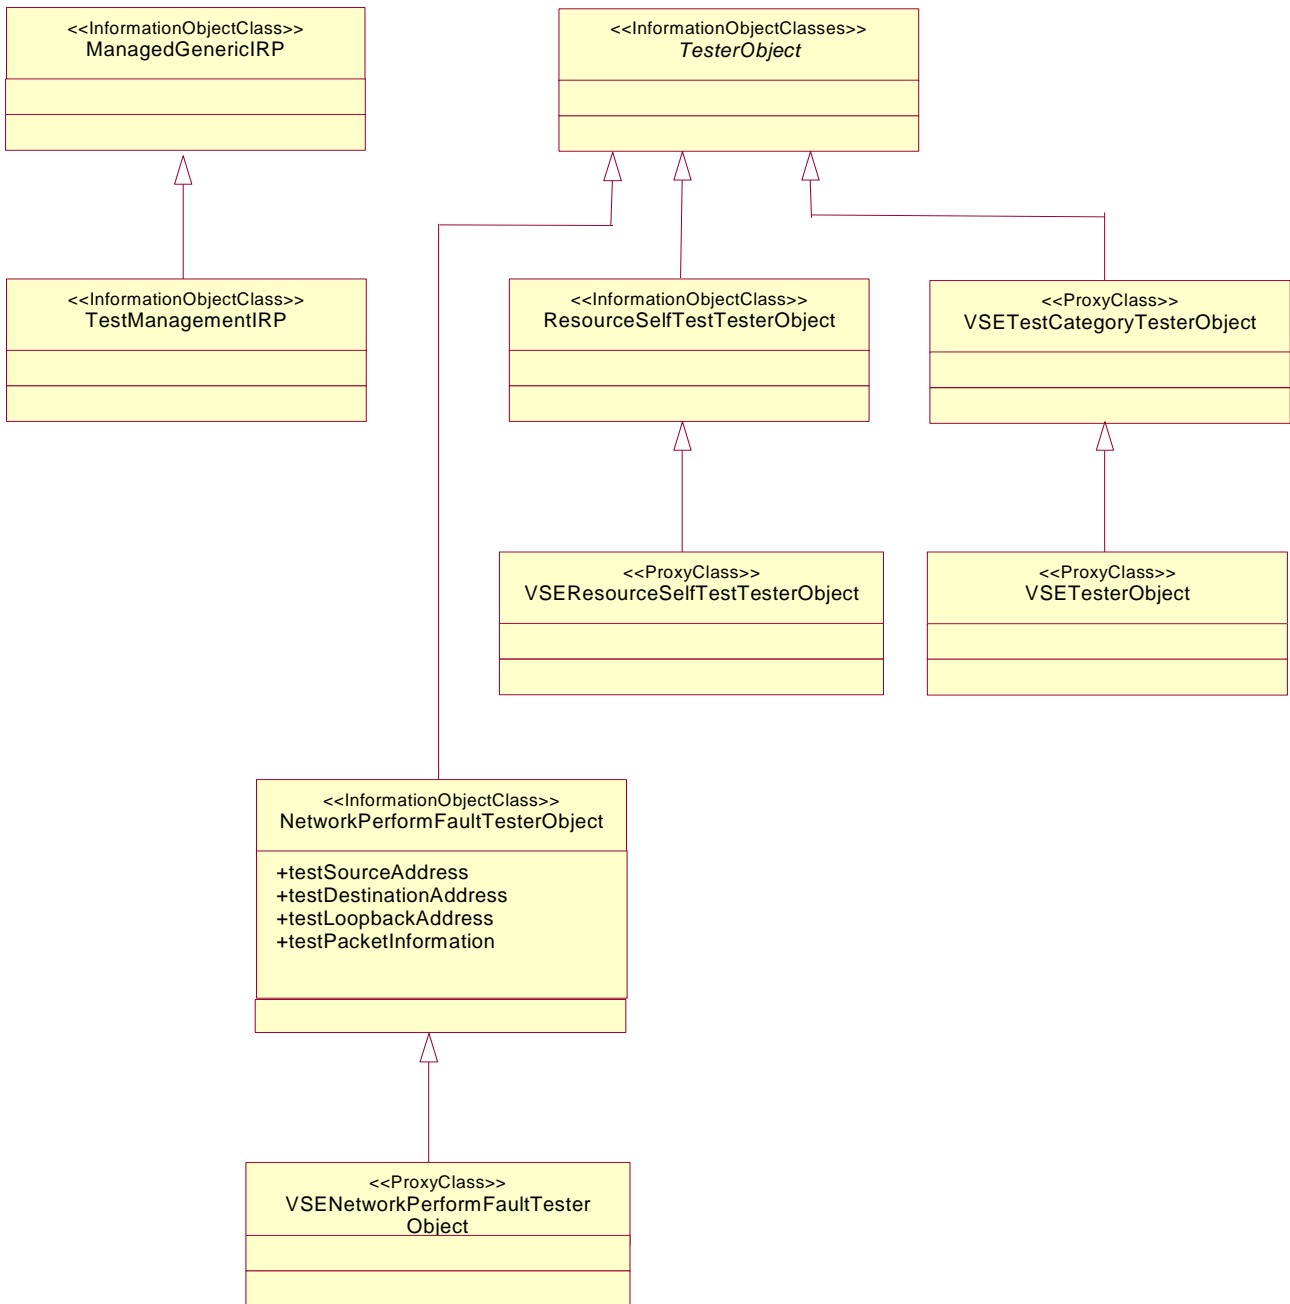 <<InformationObjectClass>>
ManagedGenericIRP
<<InformationObjectClasses>>
TesterObject
<<InformationObjectClass>>
TestManagementIRP
<<InformationObjectClass>>
ResourceSelfTestTesterObject
<<ProxyClass>>
VSETestCategoryTesterObject
<<ProxyClass>>
VSEResourceSelfTestTesterObject
<<ProxyClass>>
VSETesterObject
<<InformationObjectClass>>
NetworkPerformFaultTesterObject
+testSourceAddress
+testDestinationAddress
+testLoopbackAddress
+testPacketInformation
<<ProxyClass>>
VSENetworkPerformFaultTester
Object